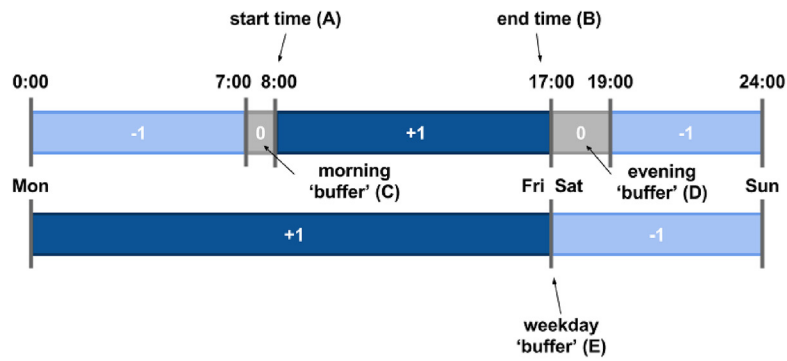 start time (A)
end time (B)
0:00
7:00
8:00
17:00
19:00
24:00
-1
0
+1
0
-1
morning
‘buffer’ (C)
evening
‘buffer’ (D)
Mon
Fri
Sat
Sun
+1
-1
weekday
‘buffer’ (E)